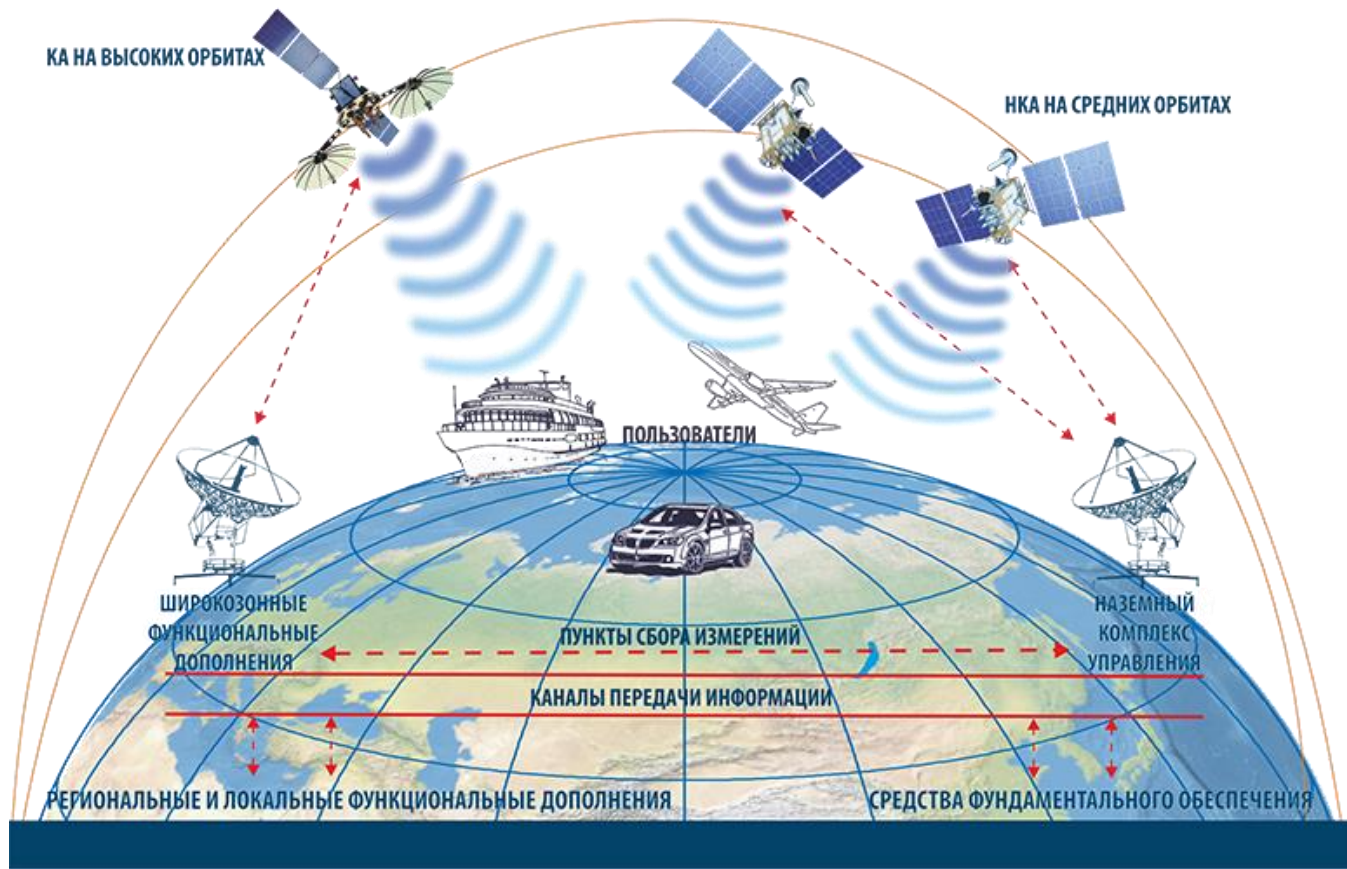 КА НА ВЫСОКИХ ОРБИТАХ
НКА НА СРЕДНИХ ОРБИТАХ
ПОЛЬЗОВАТЕЛИ
ШИРОКОЗОННЫЕ
ФУНКЦИОНАЛЬНЫЕ
ДОПОЛНЕНИЯ
ПУНКТЫ СБОРА ИЗМЕРЕНИЙ
НАЗЕМНЫЙ
КОМПЛЕКС
УПРАВЛЕНИЯ
КАНАЛЫ ПЕРЕДАЧИ ИНФОРМАЦИИ
РЕГИОНАЛЬНЫЕ И ЛОКАЛЬНЫЕ ФУНКЦИОНАЛЬНЫЕ ДОПОЛНЕНИЯ
СРЕДСТВА ФУНДАМЕНТАЛЬНОГО ОБЕСПЕЧЕНИЯ